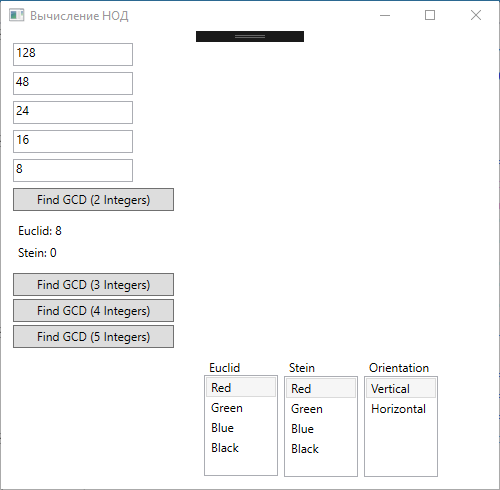 Вычисление НОД
128
48
24
16
8
Find GCD (2 Integers)
Euclid: 8
Stein: 0
Find GCD (3 Integers)
Find GCD (4 Integers)
Find GCD (5 Integers)
Euclid
Red
Green
Blue
Black
Stein
Red
Green
Blue
Black
Orientation
Vertical
Horizontal